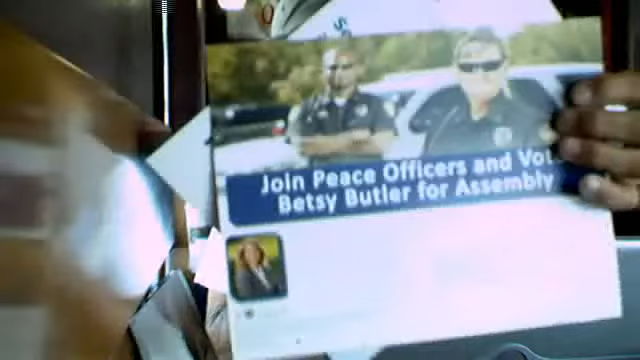 Join Peace Officers and Vot
Betsy Butler for Assembly